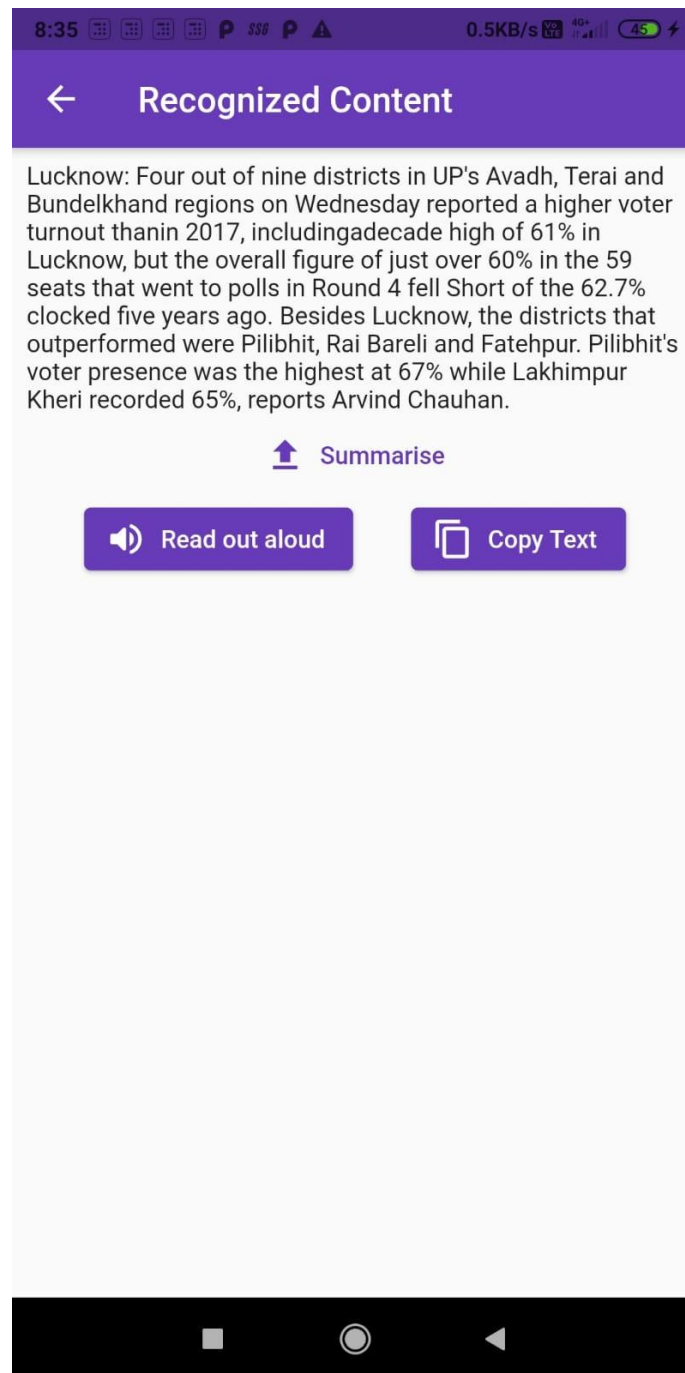 8:35 P SSG P 0.5KB/s Vo LTE 4G+ 45
Recognized Content
Lucknow: Four out of nine districts in UP's Avadh, Terai and
Bundelkhand regions on Wednesday reported a higher voter
turnout thanin 2017, includingadecade high of 61% in
Lucknow, but the overall figure of just over 60% in the 59
seats that went to polls in Round 4 fell Short of the 62.7%
clocked five years ago. Besides Lucknow, the districts that
outperformed were Pilibhit, Rai Bareli and Fatehpur. Pilibhit's
voter presence was the highest at 67% while Lakhimpur
Kheri recorded 65%, reports Arvind Chauhan.
Summarise
Read out aloud Copy Text